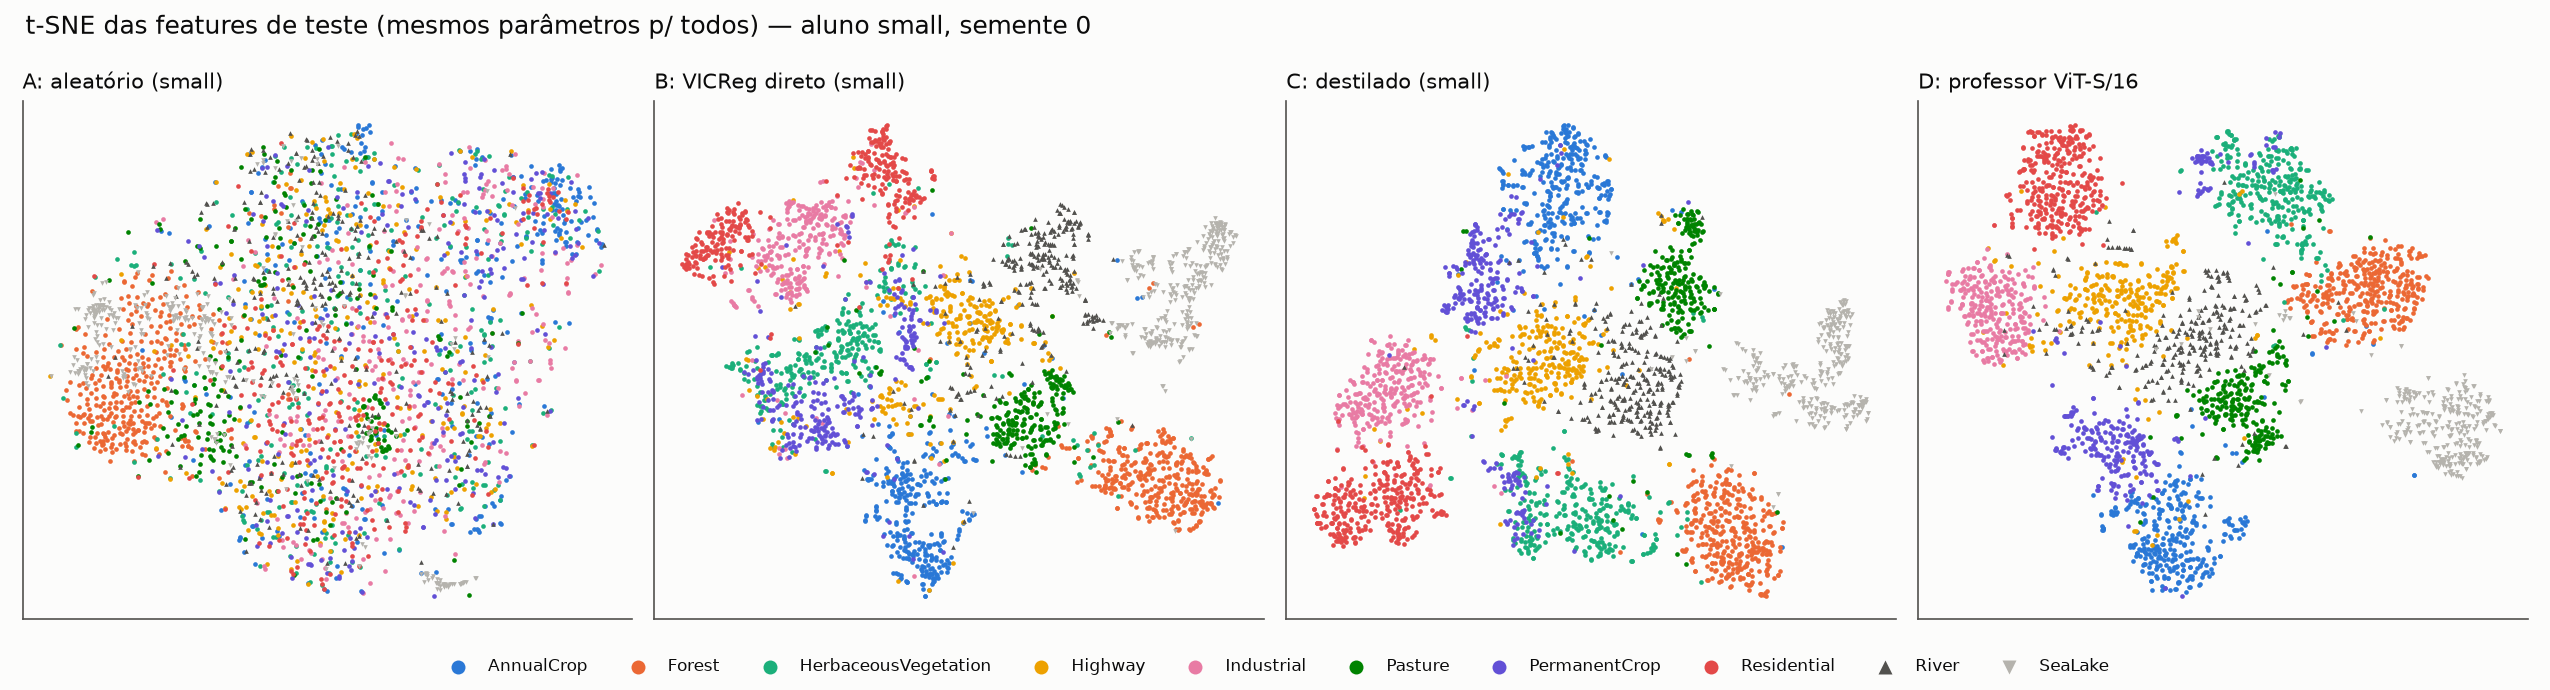 t-SNE das features de teste (mesmos parâmetros p/ todos) — aluno small, semente 0
A: aleatório (small)
B: VICReg direto (small)
C: destilado (small)
D: professor ViT-S/16
AnnualCrop
Forest
HerbaceousVegetation
Highway
Industrial
Pasture
PermanentCrop
Residential
River
SeaLake